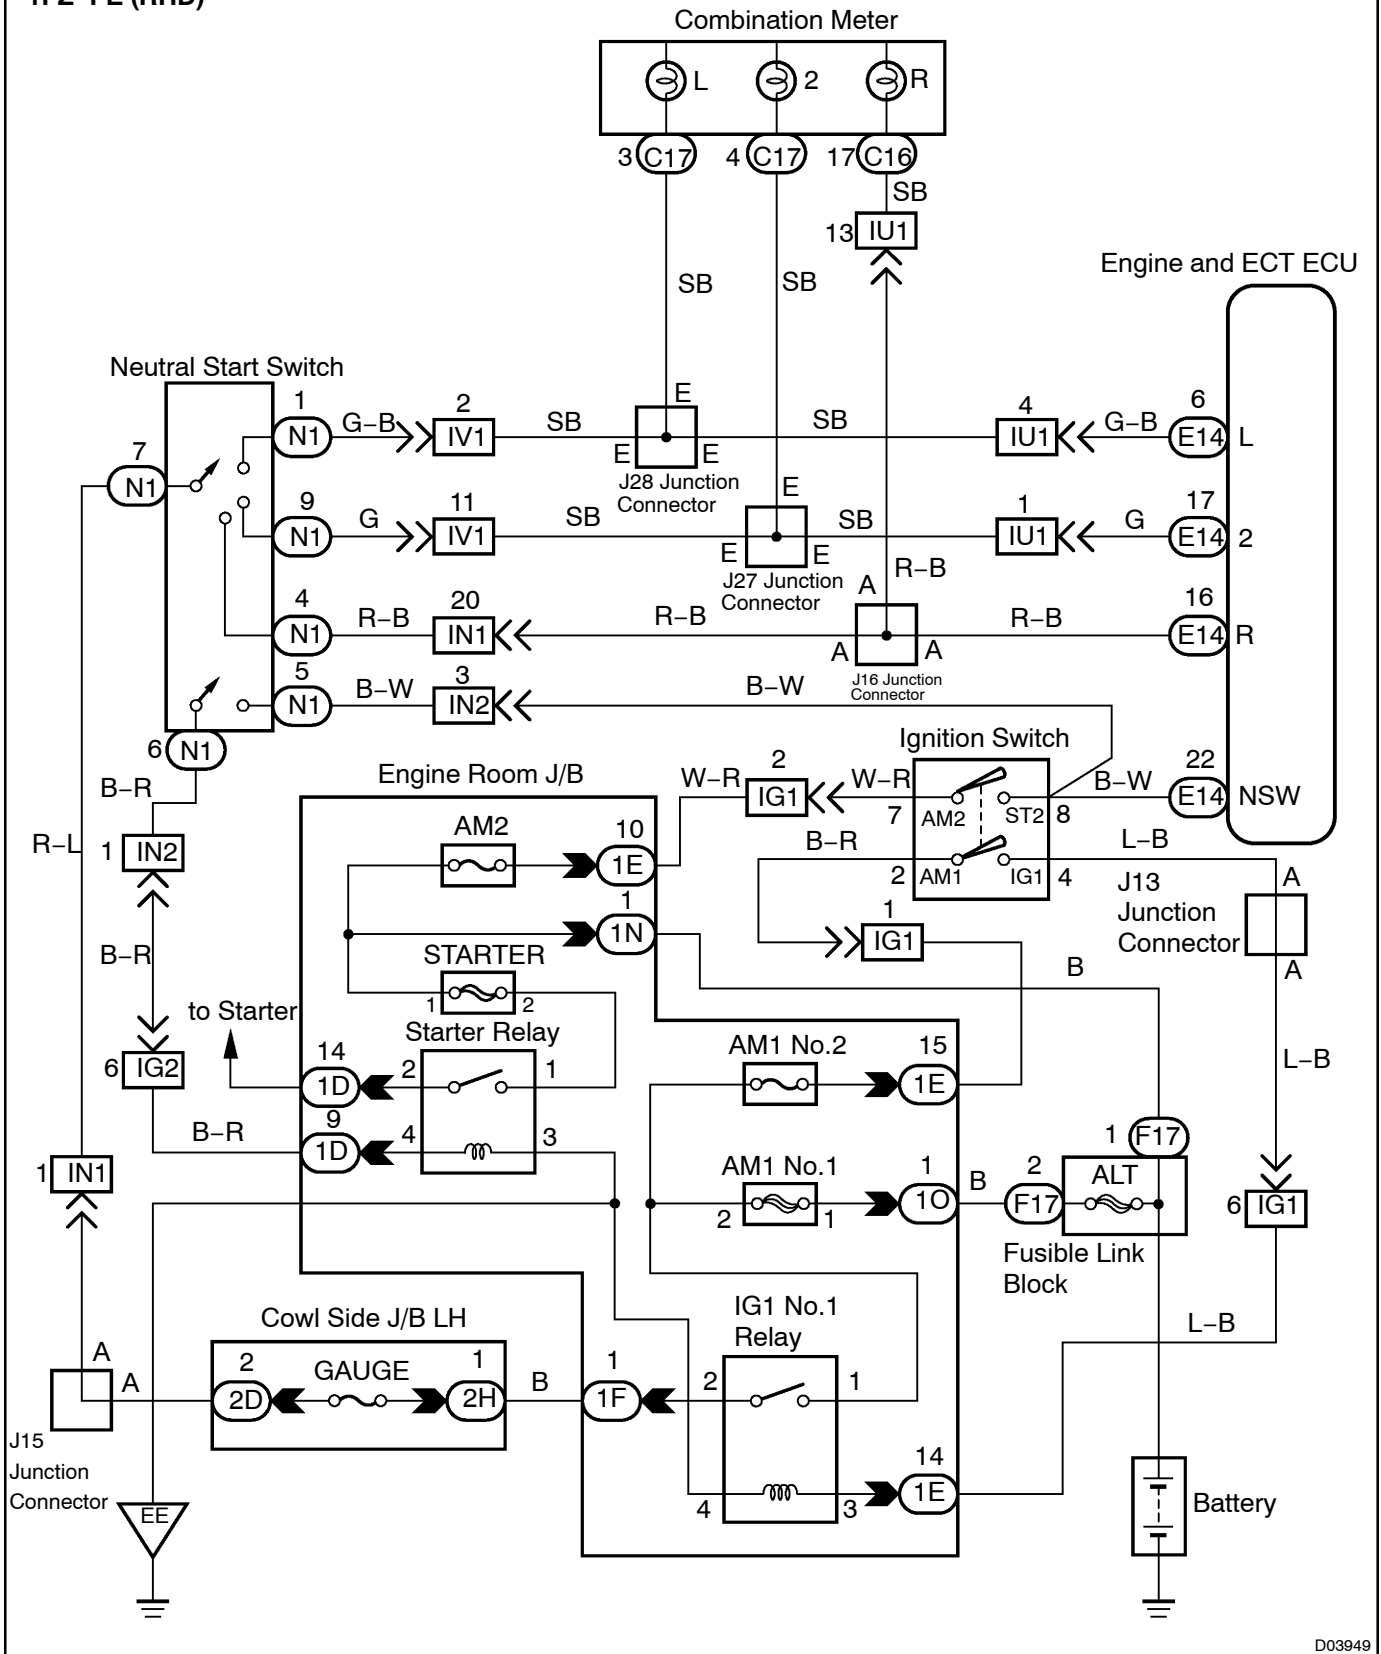 Combination Meter
L 2 R
3 C17 4 C17 17 C16
SB
13 IU1
Engine and ECT ECU
SB SB
Neutral Start Switch
E
1 2 4 6
N1 G-B IV1 SB SB IU1 G-B E14 L
7
N1
E E
J28 Junction
Connector
E
9 11 1 17
N1 G IV1 SB SB IU1 G E14 2
E E
J27 Junction
Connector
R-B
A
4 20 16
N1 R-B IN1 R-B R-B E14 R
A A
J16 Junction
Connector
5 3
N1 B-W IN2 B-W
6 N1
Ignition Switch
Engine Room J/B
2 22
W-R IG1 W-R B-W E14 NSW
7 AM2 ST2 8
B-R
R-L
1 IN2
AM2 10
1E
B-R L-B
2 AM1 IG1 4
J13
Junction
Connector
A
A
1
1N
1
IG1
B-R
B
STARTER
1 2
to Starter
Starter Relay
14
1D 2 1
6 IG2
AM1 No.2 15
1E
L-B
9
B-R 1D 4 3
1 F17
1 IN1
AM1 No.1 1
2 1 1O B
2
F17 ALT
6 IG1
Fusible Link
Block
IG1 No.1
Relay
L-B
Cowl Side J/B LH
A
A
2 GAUGE 1
2D 2H B
1
1F 2 1
J15
Junction
Connector
14
4 3 1E
EE
Battery
D03949